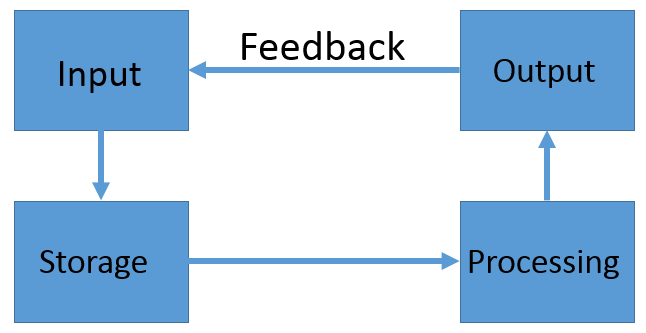 Input
Feedback
Output
Storage
Processing